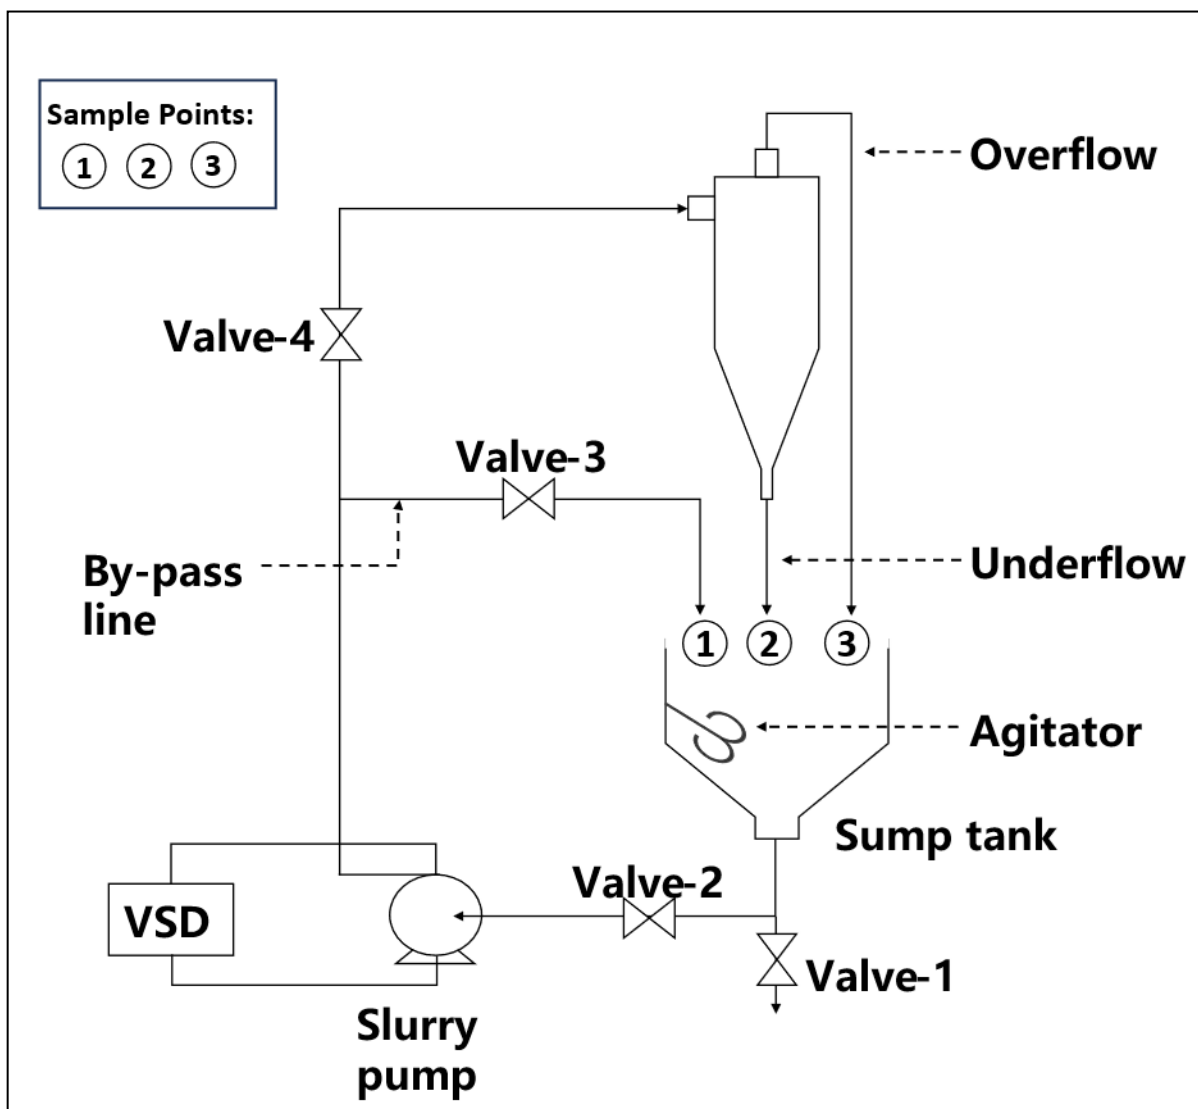 Sample Points:
1 2 3
Overflow
Valve-4
Valve-3
By-pass
line
Underflow
1 2 3
Agitator
Sump tank
Valve-2
VSD
Valve-1
Slurry
pump